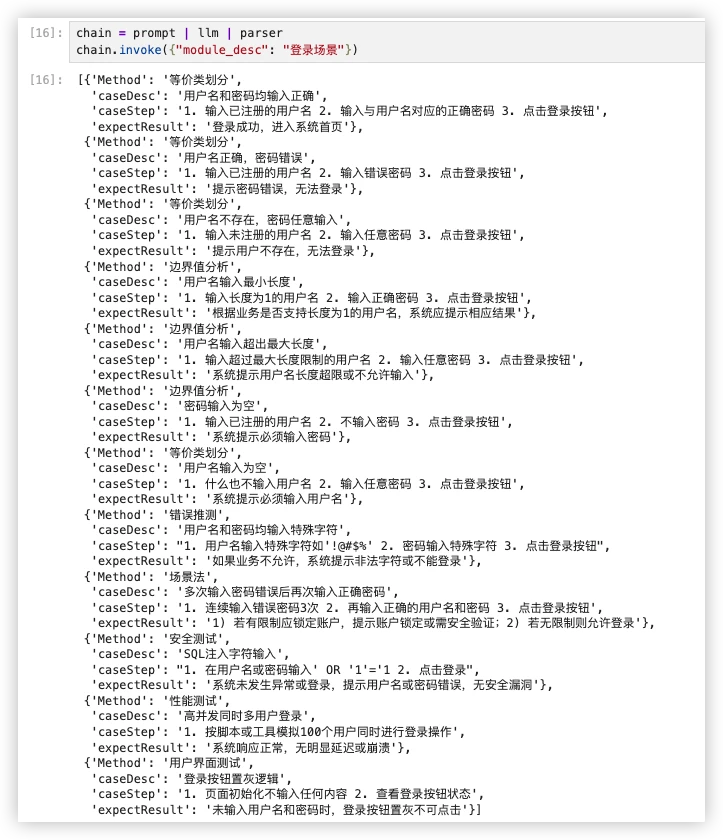 [16]: chain = prompt | llm | parser
chain.invoke({"module_desc": "登录场景"})
[16]: [{'Method': '等价类划分',
'caseDesc': '用户名和密码均输入正确',
'caseStep': '1. 输入已注册的用户名 2. 输入与用户名对应的正确密码 3. 点击登录按钮',
'expectResult': '登录成功，进入系统首页'},
{'Method': '等价类划分',
'caseDesc': '用户名正确，密码错误',
'caseStep': '1. 输入已注册的用户名 2. 输入错误密码 3. 点击登录按钮',
'expectResult': '提示密码错误，无法登录'},
{'Method': '等价类划分',
'caseDesc': '用户名不存在，密码任意输入',
'caseStep': '1. 输入未注册的用户名 2. 输入任意密码 3. 点击登录按钮',
'expectResult': '提示用户不存在，无法登录'},
{'Method': '边界值分析',
'caseDesc': '用户名输入最小长度',
'caseStep': '1. 输入长度为1的用户名 2. 输入正确密码 3. 点击登录按钮',
'expectResult': '根据业务是否支持长度为1的用户名，系统应提示相应结果'},
{'Method': '边界值分析',
'caseDesc': '用户名输入超出最大长度',
'caseStep': '1. 输入超过最大长度限制的用户名 2. 输入任意密码 3. 点击登录按钮',
'expectResult': '系统提示用户名长度超限或不允许输入'},
{'Method': '边界值分析',
'caseDesc': '密码输入为空',
'caseStep': '1. 输入已注册的用户名 2. 不输入密码 3. 点击登录按钮',
'expectResult': '系统提示必须输入密码'},
{'Method': '等价类划分',
'caseDesc': '用户名输入为空',
'caseStep': '1. 什么也不输入用户名 2. 输入任意密码 3. 点击登录按钮',
'expectResult': '系统提示必须输入用户名'},
{'Method': '错误推测',
'caseDesc': '用户名和密码均输入特殊字符',
'caseStep': "1. 用户名输入特殊字符如'!@#$%' 2. 密码输入特殊字符 3. 点击登录按钮",
'expectResult': '如果业务不允许，系统提示非法字符或不能登录'},
{'Method': '场景法',
'caseDesc': '多次输入密码错误后再次输入正确密码',
'caseStep': '1. 连续输入错误密码3次 2. 再输入正确的用户名和密码 3. 点击登录按钮',
'expectResult': '1) 若有限制应锁定账户，提示账户锁定或需安全验证；2) 若无限制则允许登录'},
{'Method': '安全测试',
'caseDesc': 'SQL注入字符输入',
'caseStep': "1. 在用户名或密码输入' OR '1'='1 2. 点击登录",
'expectResult': '系统未发生异常或登录，提示用户名或密码错误，无安全漏洞'},
{'Method': '性能测试',
'caseDesc': '高并发同时多用户登录',
'caseStep': '1. 按脚本或工具模拟100个用户同时进行登录操作',
'expectResult': '系统响应正常，无明显延迟或崩溃'},
{'Method': '用户界面测试',
'caseDesc': '登录按钮置灰逻辑',
'caseStep': '1. 页面初始化不输入任何内容 2. 查看登录按钮状态',
'expectResult': '未输入用户名和密码时，登录按钮置灰不可点击'}]